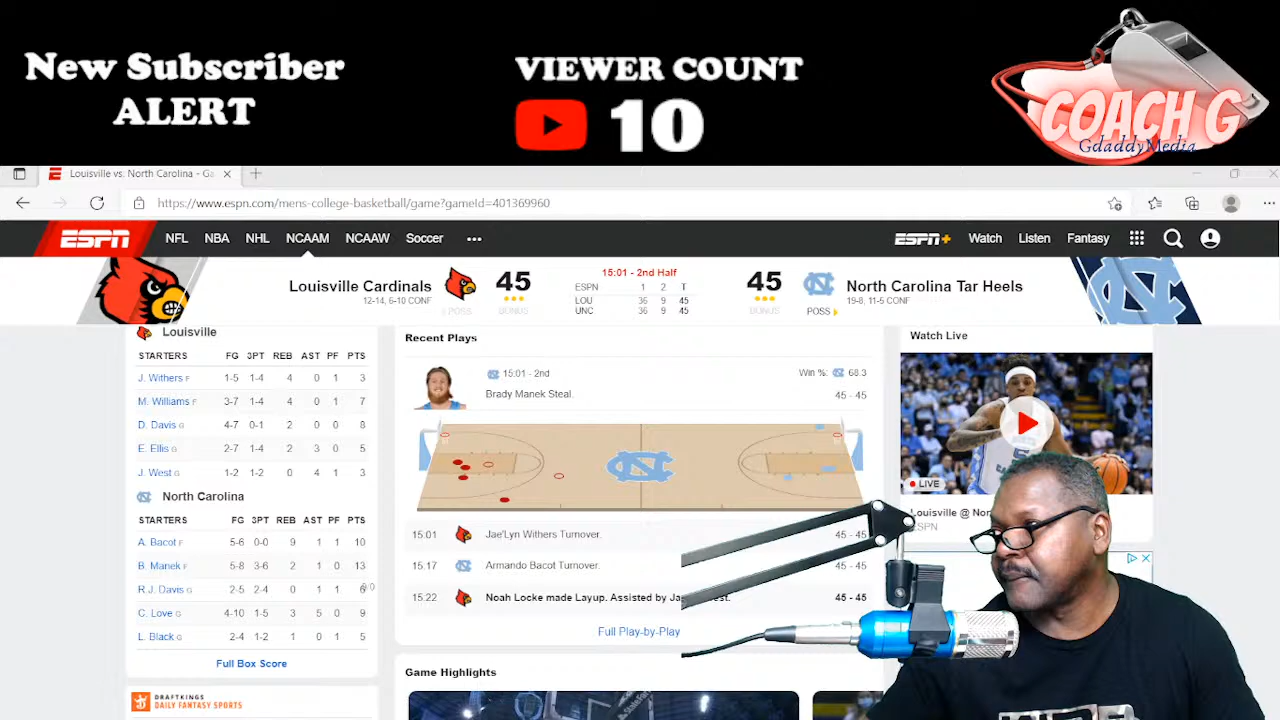 New Subscriber
ALERT
VIEWER COUNT
10
COACH G
GdaddyMedia
Louisville vs. North Carolina - Ga
https://www.espn.com/mens-college-basketball/game?gameId=401369960
ESPN NFL NBA NHL NCAAM NCAAW Soccer ... ESPN+ Watch Listen Fantasy
Louisville Cardinals 45 15:01 - 2nd Half 45 North Carolina Tar Heels
12-14, 6-10 CONF 19-8, 11-5 CONF
ESPN 1 2 T
LOU 36 9 45
UNC 36 9 45
POSS BONUS BONUS POSS
Louisville
STARTERS FG 3PT REB AST PF PTS
J. Withers F 1-5 1-4 4 0 1 3
M. Williams F 3-7 1-4 4 0 1 7
D. Davis G 4-7 0-1 2 0 0 8
E. Ellis G 2-7 1-4 2 3 0 5
J. West G 1-2 1-2 0 4 1 3
North Carolina
STARTERS FG 3PT REB AST PF PTS
A. Bacot F 5-6 0-0 9 1 1 10
B. Manek F 5-8 3-6 2 1 0 13
R.J. Davis G 2-5 2-4 0 1 1 6
C. Love G 4-10 1-5 3 5 0 9
L. Black G 2-4 1-2 1 0 1 5
Full Box Score
DRAFTKINGS
DAILY FANTASY SPORTS
Recent Plays
15:01 - 2nd Win %: 68.3
Brady Manek Steal. 45 - 45
15:01 Jae'Lyn Withers Turnover. 45 - 45
15:17 Armando Bacot Turnover. 45 - 45
15:22 Noah Locke made Layup. Assisted by Ja est. 45 - 45
Full Play-by-Play
Game Highlights
Watch Live
LIVE
Louisville @ Nor
ESPN